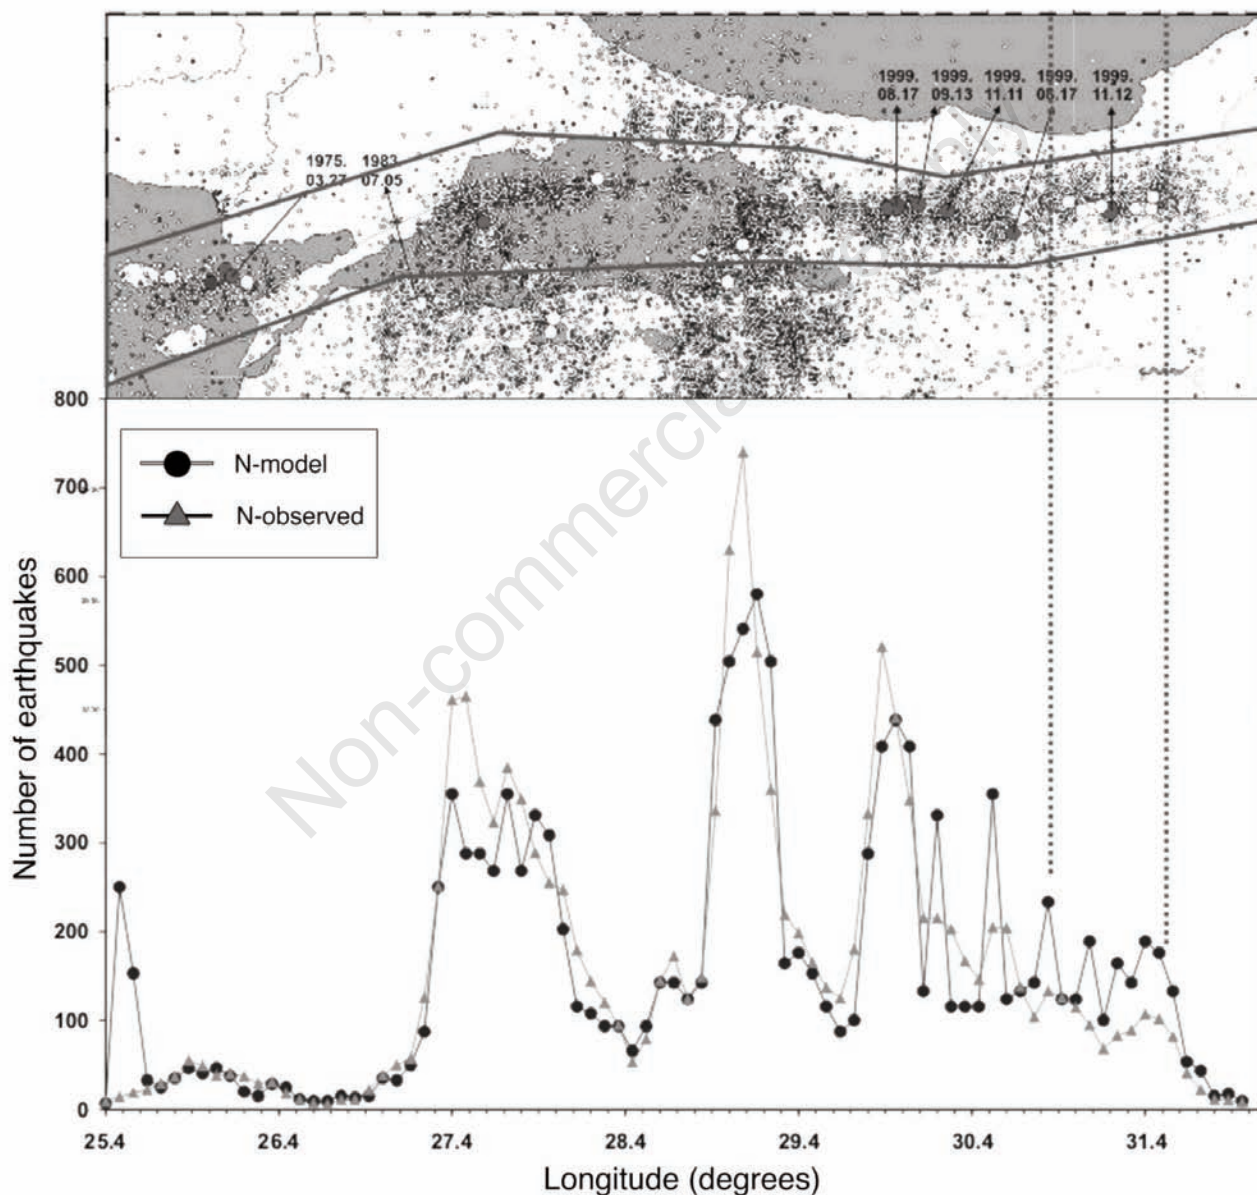 1999. 1999. 1999. 1999. 1999.
08.17 09.13 11.11 08.17 11.12
1975. 1983
03.27 07.05
800
N-model
N-observed
700
600
500
400
300
200
100
0
Number of earthquakes
25.4 26.4 27.4 28.4 29.4 30.4 31.4
Longitude (degrees)
Non-commercial